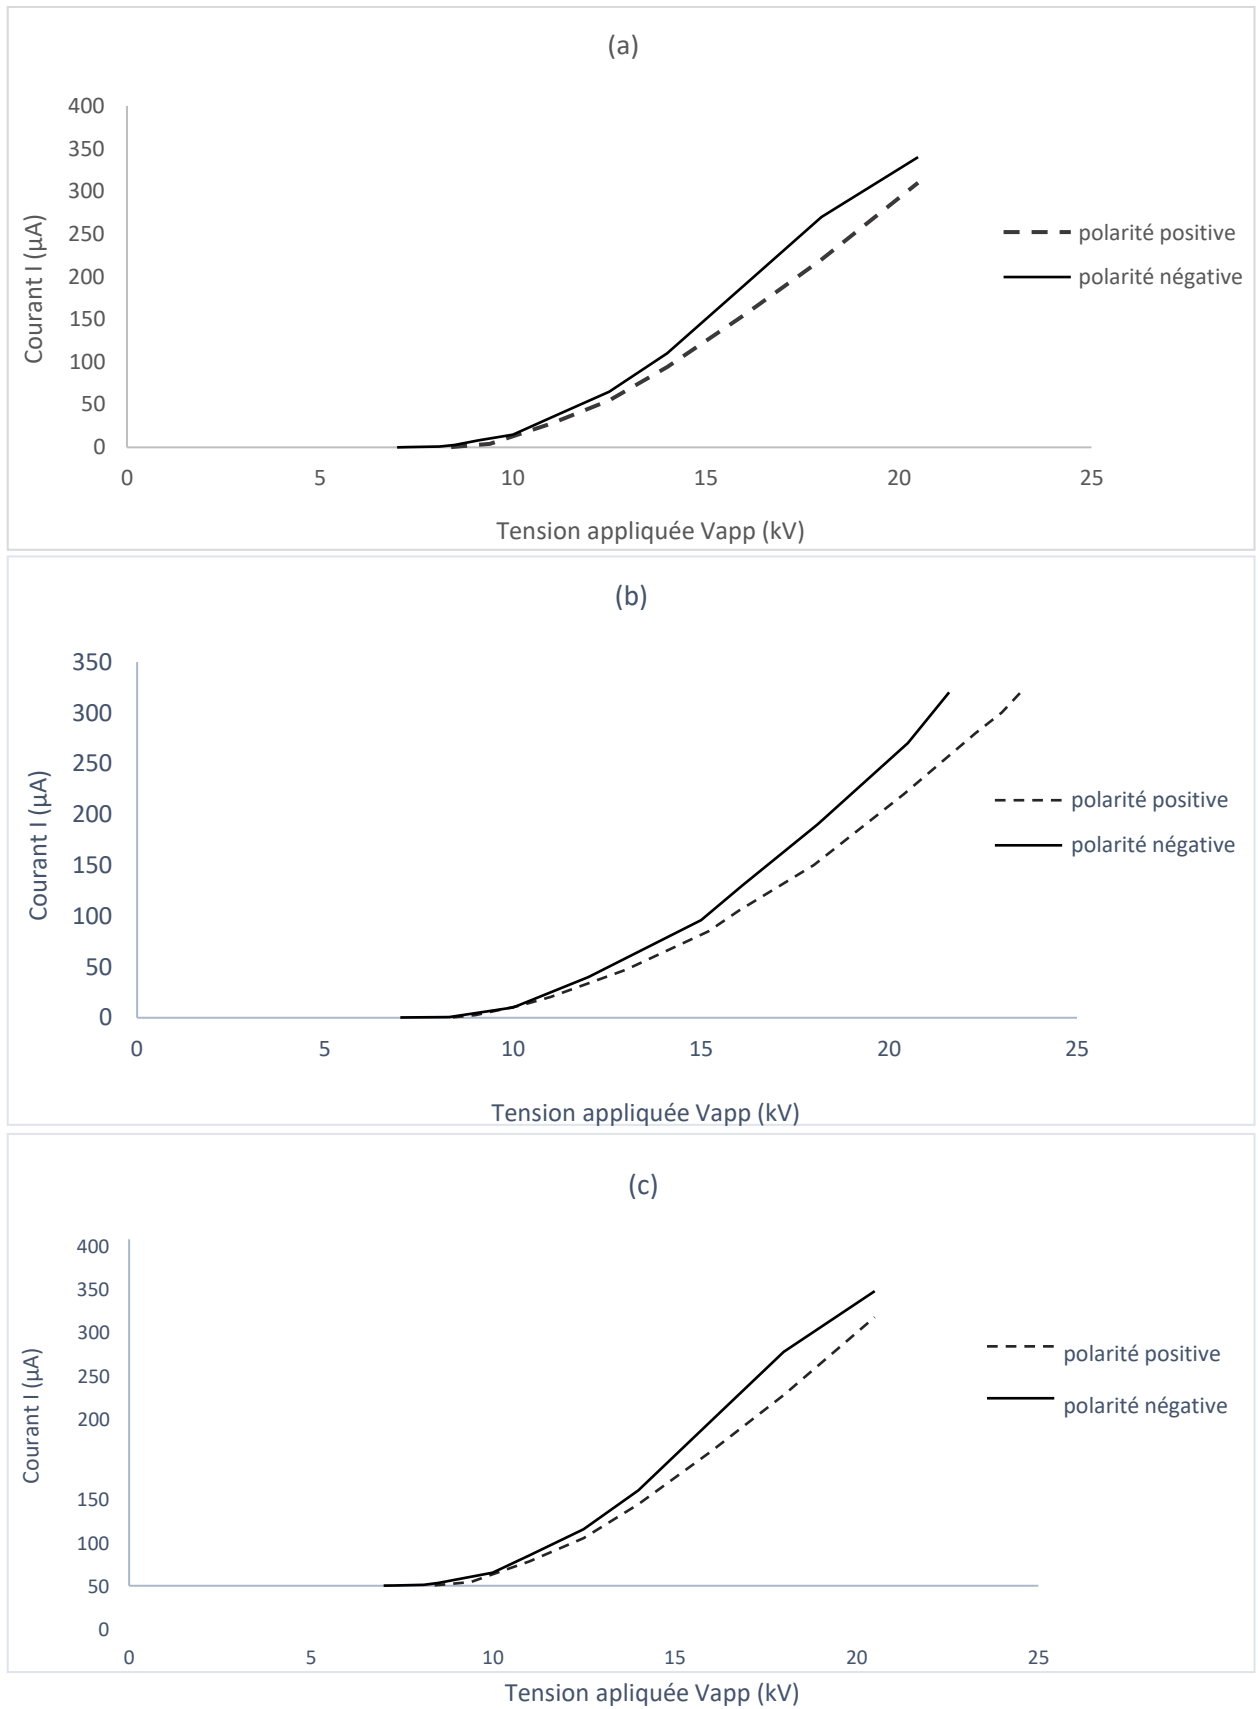 (a)
400
350
300
250
200
150
100
50
0
0 5 10 15 20 25
Courant I (µA)
Tension appliquée Vapp (kV)
polarité positive
polarité négative
(b)
350
300
250
200
150
100
50
0
0 5 10 15 20 25
Courant I (µA)
Tension appliquée Vapp (kV)
polarité positive
polarité négative
(c)
400
350
300
250
200
150
100
50
0
0 5 10 15 20 25
Courant I (µA)
Tension apliquée Vapp (kV)
polarité positive
polarité négative